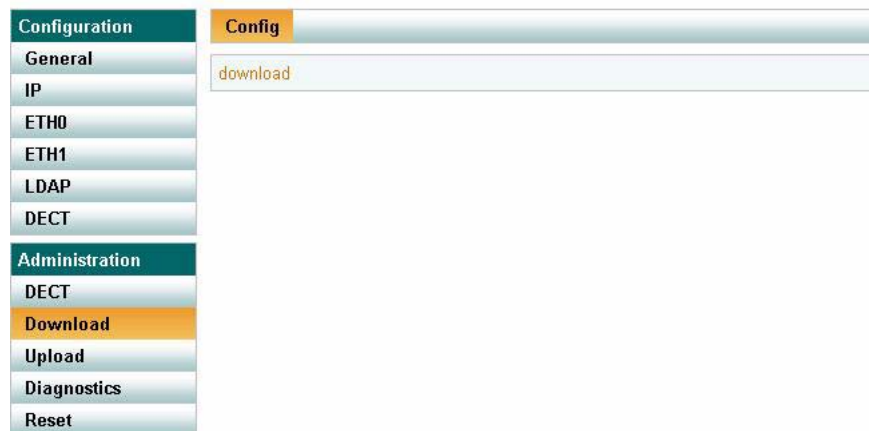 Configuration
General
IP
ETH0
ETH1
LDAP
DECT
Administration
DECT
Download
Upload
Diagnostics
Reset
Config
download